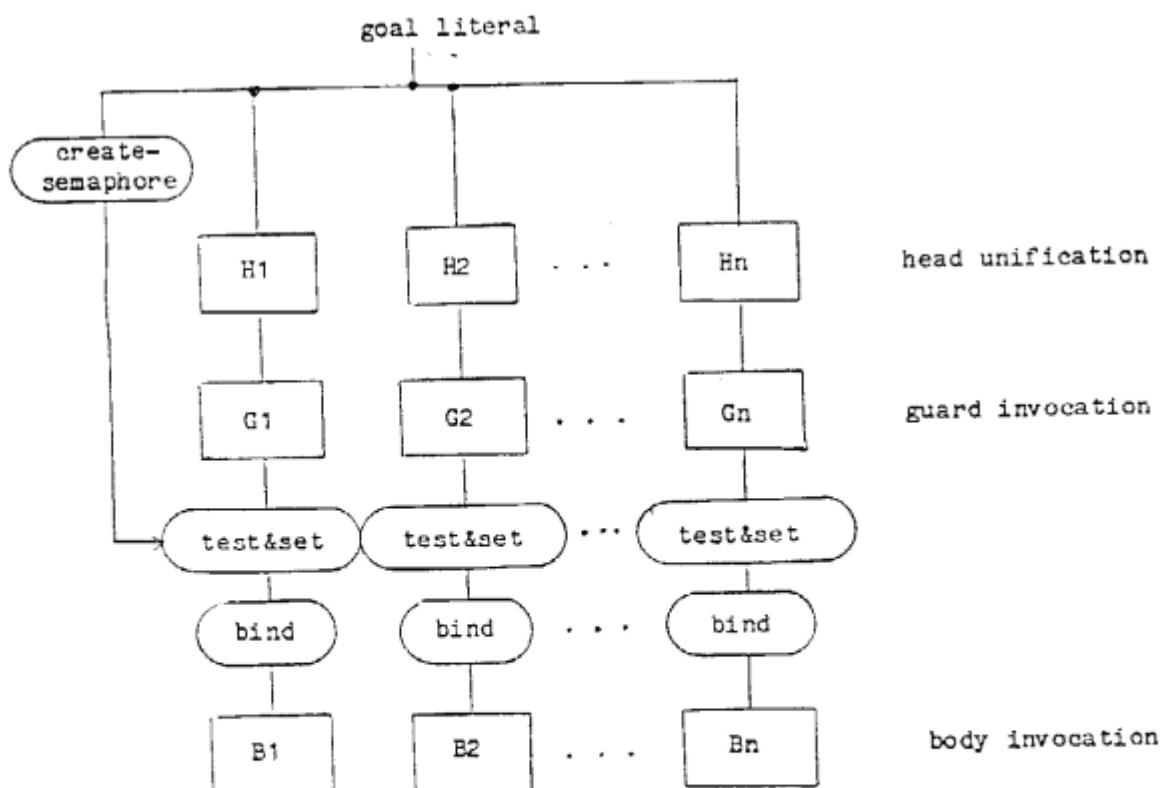 goal literal
create-
semaphore
H1 H2 . . . Hn head unification
G1 G2 . . . Gn guard invocation
test&set test&set ... test&set
bind bind . . . bind
B1 B2 . . . Bn body invocation